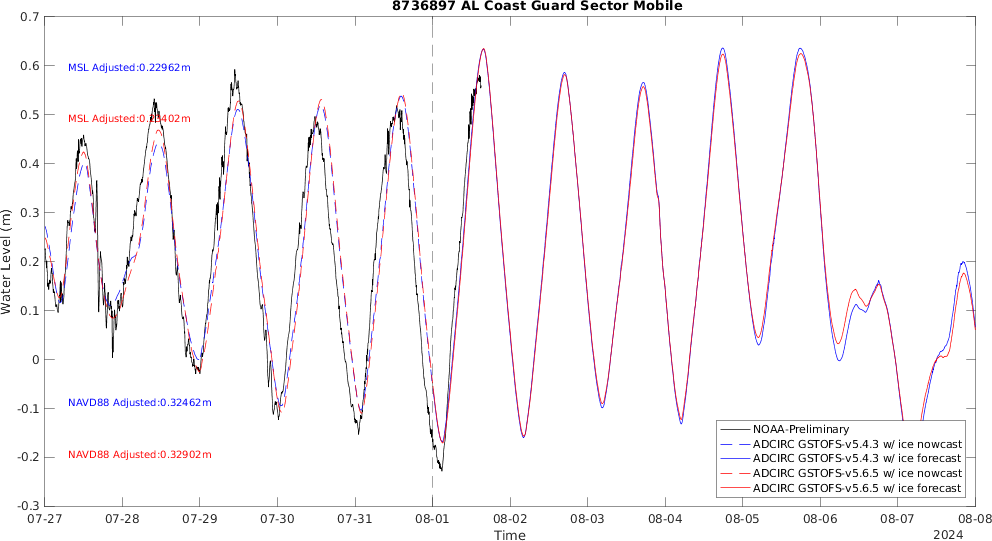 8736897 AL Coast Guard Sector Mobile
0.7
0.6
0.5
0.4
0.3
0.2
0.1
0
-0.1
-0.2
-0.3
Water Level (m)
MSL Adjusted:0.22962m
MSL Adjusted:0.23402m
NAVD88 Adjusted:0.32462m
NAVD88 Adjusted:0.32902m
NOAA-Preliminary
ADCIRC GSTOFS-v5.4.3 w/ ice nowcast
ADCIRC GSTOFS-v5.4.3 w/ ice forecast
ADCIRC GSTOFS-v5.6.5 w/ ice nowcast
ADCIRC GSTOFS-v5.6.5 w/ ice forecast
07-27 07-28 07-29 07-30 07-31 08-01 08-02 08-03 08-04 08-05 08-06 08-07 08-08
Time
2024